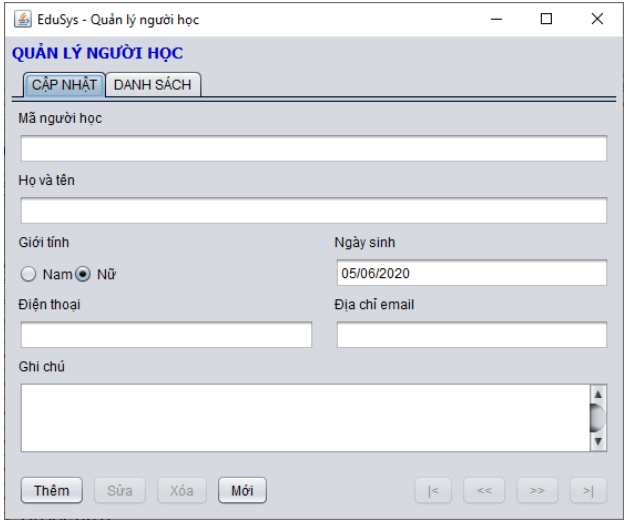 EduSys - Quản lý người học
QUẢN LÝ NGƯỜI HỌC
CẬP NHẬT DANH SÁCH
Mã người học
Họ và tên
Giới tính Ngày sinh
Nam Nữ 05/06/2020
Điện thoại Địa chỉ email
Ghi chú
Thêm Sửa Xóa Mới |< << >> >|